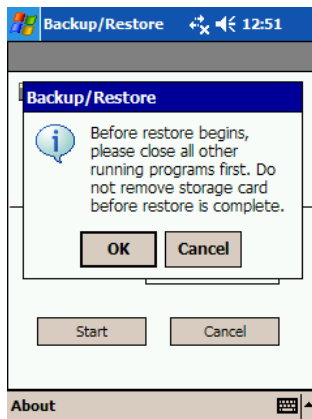 Backup/Restore 12:51
Backup/Restore
Before restore begins,
please close all other
running programs first. Do
not remove storage card
before restore is complete.
OK Cancel
Start Cancel
About